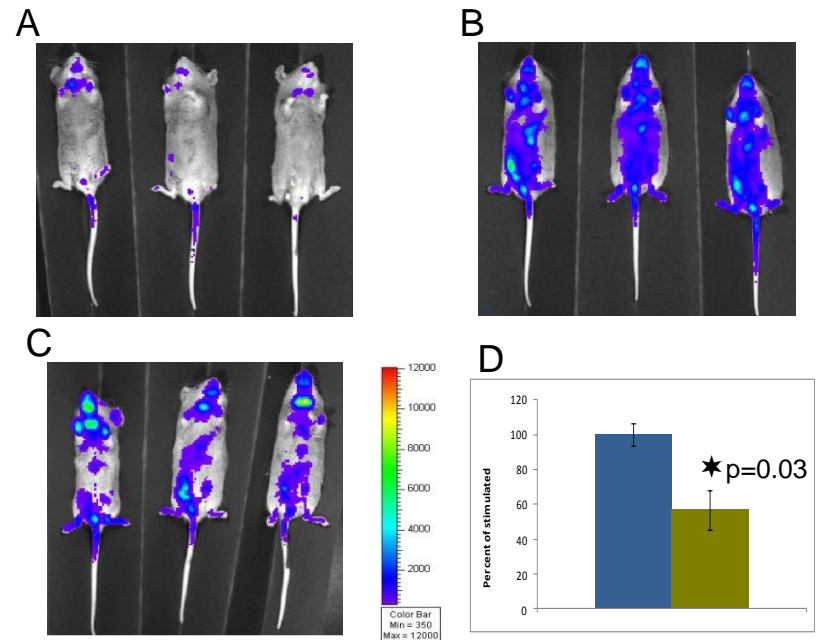 A
B
C
12000
10000
8000
6000
4000
2000
Color Bar
Min = 350
Max = 12000
D
120
100
80
60
40
20
0
Percent of stimulated
★ p=0.03